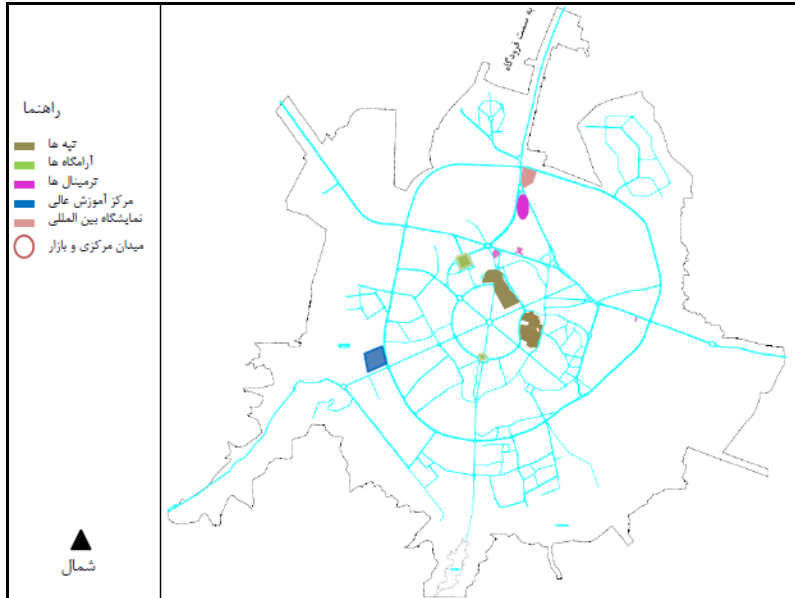 به سمت فرودگاه
راهنما
تپه ها
آرامگاه ها
ترمینال ها
مرکز آموزش عالی
نمایشگاه بین المللی
میدان مرکزی و بازار
شمال